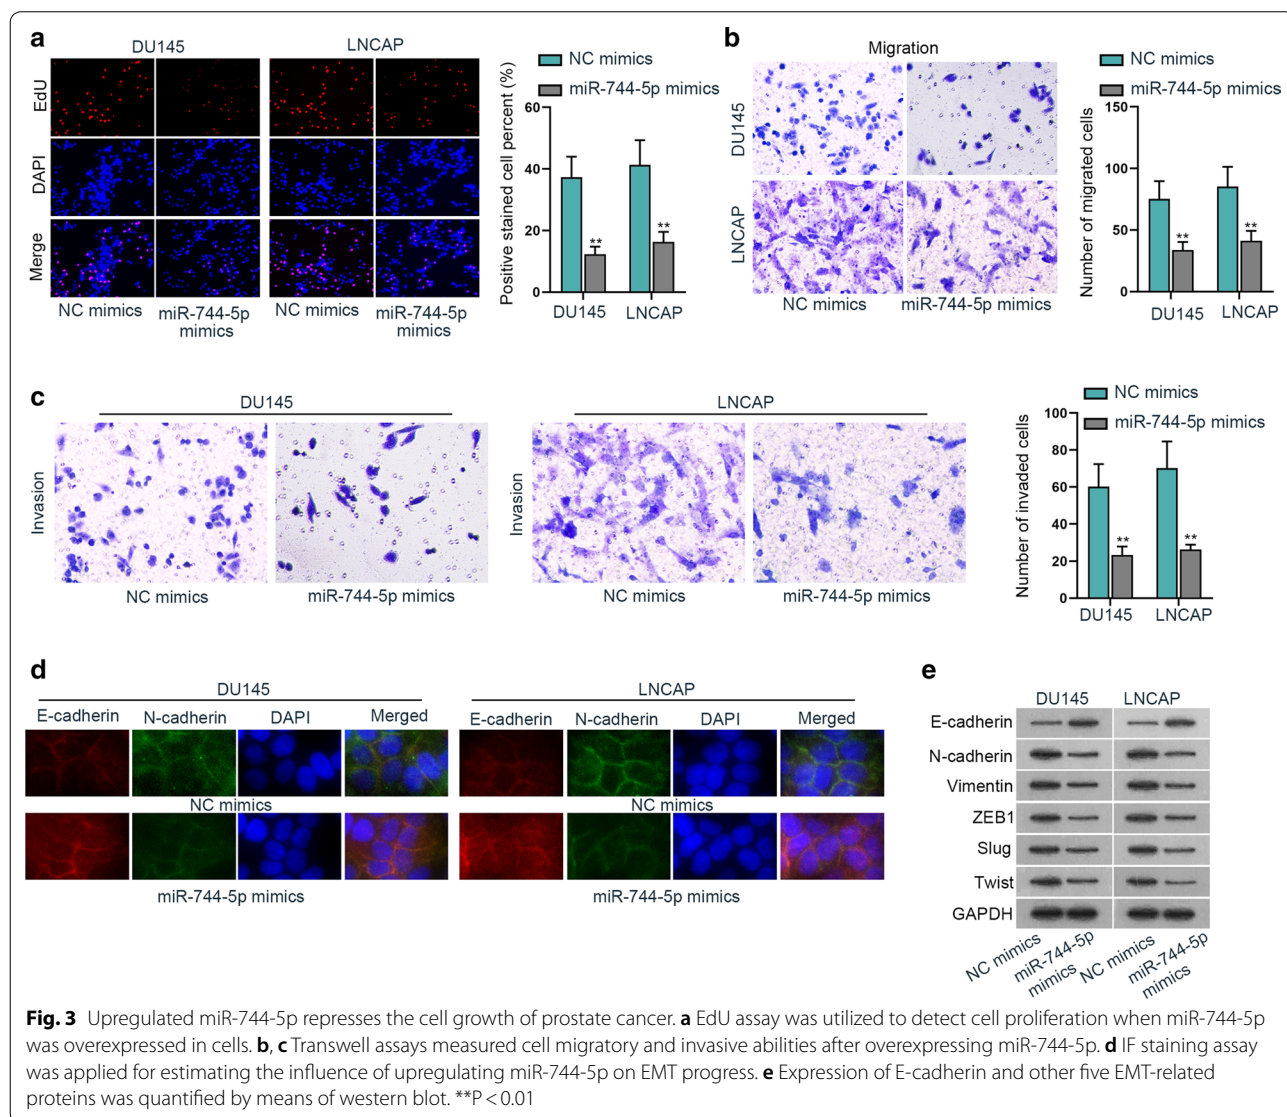 a
DU145
LNCAP
EdU
DAPI
Merge
NC mimics
miR-744-5p
mimics
NC mimics
miR-744-5p
mimics
NC mimics
miR-744-5p mimics
Positive stained cell percent (%)
60
40
20
0
**
**
DU145
LNCAP
b
Migration
DU145
LNCAP
NC mimics
miR-744-5p mimics
NC mimics
miR-744-5p mimics
Number of migrated cells
150
100
50
0
**
**
DU145
LNCAP
c
DU145
Invasion
NC mimics
miR-744-5p mimics
LNCAP
Invasion
NC mimics
miR-744-5p mimics
NC mimics
miR-744-5p mimics
Number of invaded cells
100
80
60
40
20
0
**
**
DU145
LNCAP
d
DU145
E-cadherin
N-cadherin
DAPI
Merged
LNCAP
E-cadherin
N-cadherin
DAPI
Merged
NC mimics
NC mimics
miR-744-5p mimics
miR-744-5p mimics
e
DU145
LNCAP
E-cadherin
N-cadherin
Vimentin
ZEB1
Slug
Twist
GAPDH
NC mimics
miR-744-5p
mimics
NC mimics
miR-744-5p
mimics
Fig. 3 Upregulated miR-744-5p represses the cell growth of prostate cancer. a EdU assay was utilized to detect cell proliferation when miR-744-5p
was overexpressed in cells. b, c Transwell assays measured cell migratory and invasive abilities after overexpressing miR-744-5p. d IF staining assay
was applied for estimating the influence of upregulating miR-744-5p on EMT progress. e Expression of E-cadherin and other five EMT-related
proteins was quantified by means of western blot. **P < 0.01